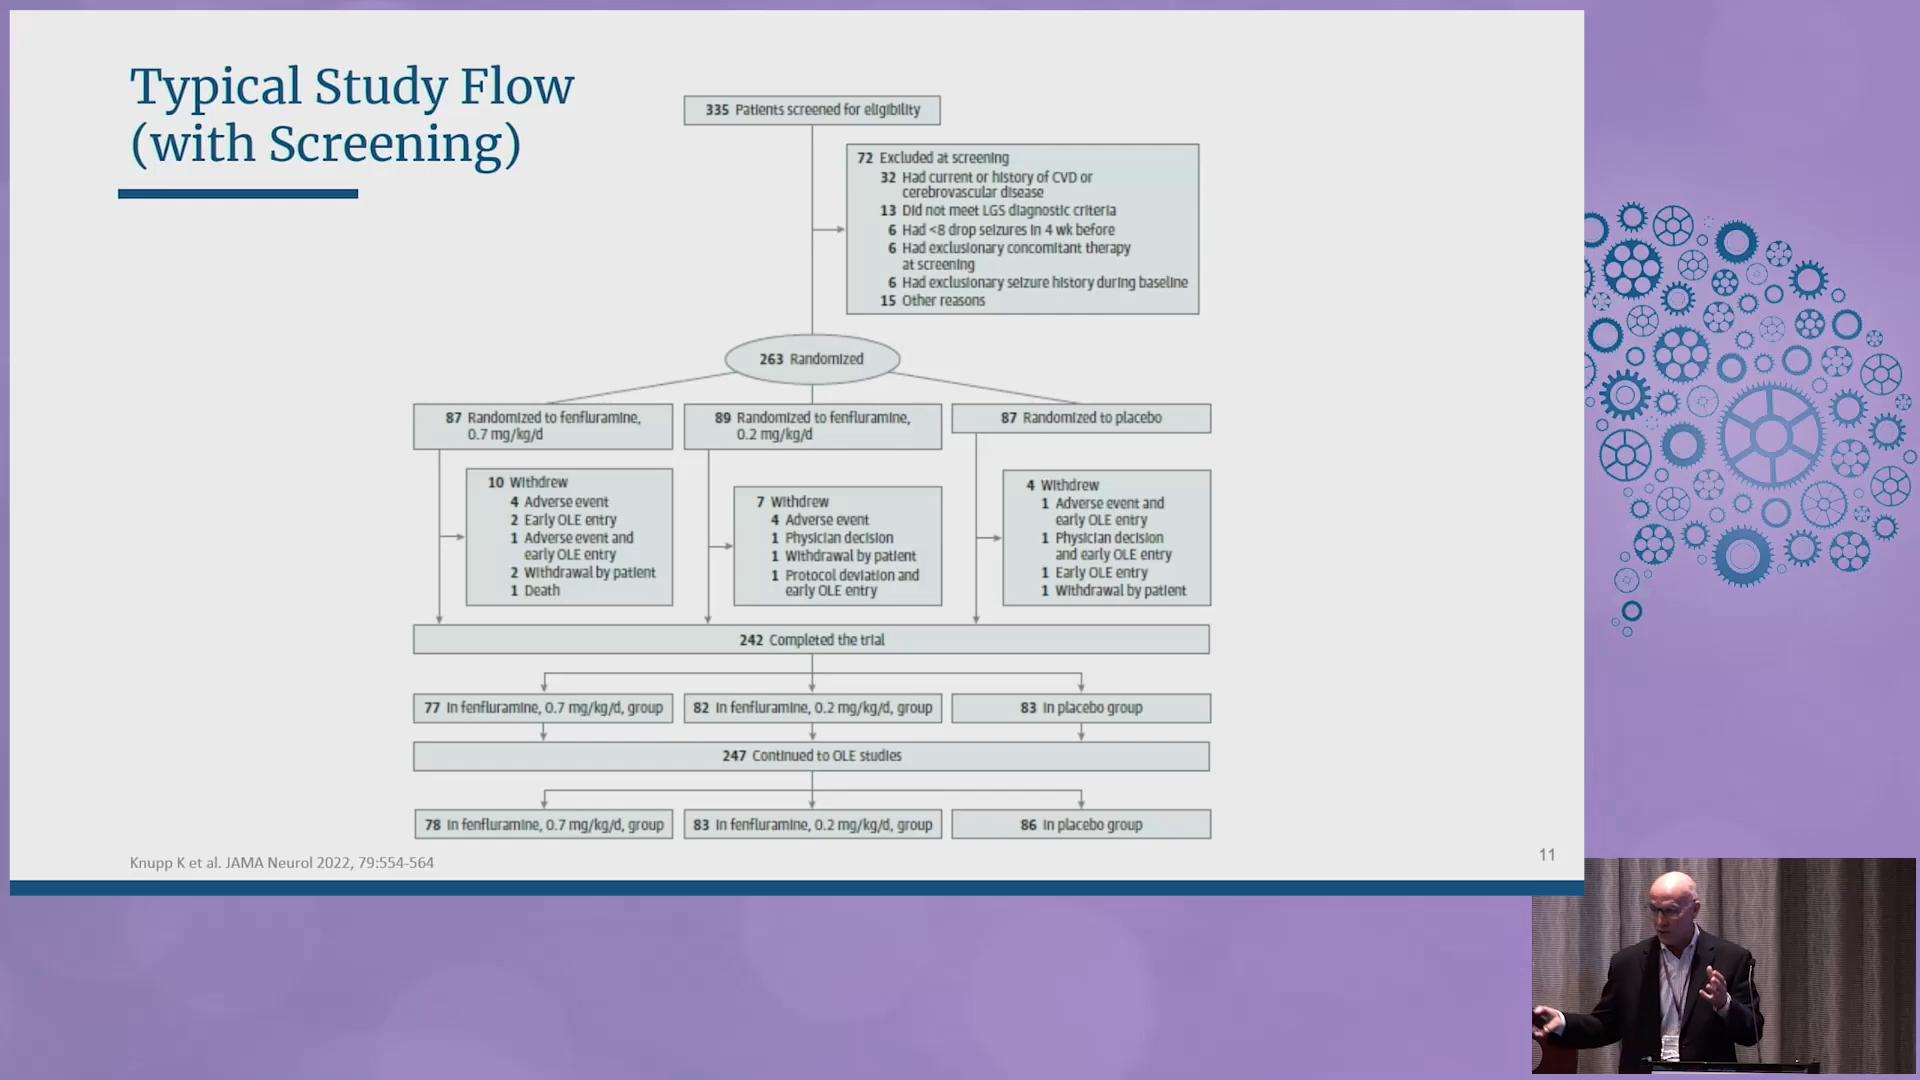 Typical Study Flow
(with Screening)
335 Patients screened for eligibility
72 Excluded at screening
32 Had current or history of CVD or
cerebrovascular disease
13 Did not meet LGS diagnostic criteria
6 Had <8 drop seizures in 4 wk before
6 Had exclusionary concomitant therapy
at screening
6 Had exclusionary seizure history during baseline
15 Other reasons
263 Randomized
87 Randomized to fenfluramine,
0.7 mg/kg/d
89 Randomized to fenfluramine,
0.2 mg/kg/d
87 Randomized to placebo
10 Withdrew
4 Adverse event
2 Early OLE entry
1 Adverse event and
early OLE entry
2 Withdrawal by patient
1 Death
7 Withdrew
4 Adverse event
1 Physician decision
1 Withdrawal by patient
1 Protocol deviation and
early OLE entry
4 Withdrew
1 Adverse event and
early OLE entry
1 Physician decision
and early OLE entry
1 Early OLE entry
1 Withdrawal by patient
242 Completed the trial
77 In fenfluramine, 0.7 mg/kg/d, group
82 In fenfluramine, 0.2 mg/kg/d, group
83 In placebo group
247 Continued to OLE studies
78 In fenfluramine, 0.7 mg/kg/d, group
83 In fenfluramine, 0.2 mg/kg/d, group
86 In placebo group
Knupp K et al. JAMA Neurol 2022, 79:554-564
11